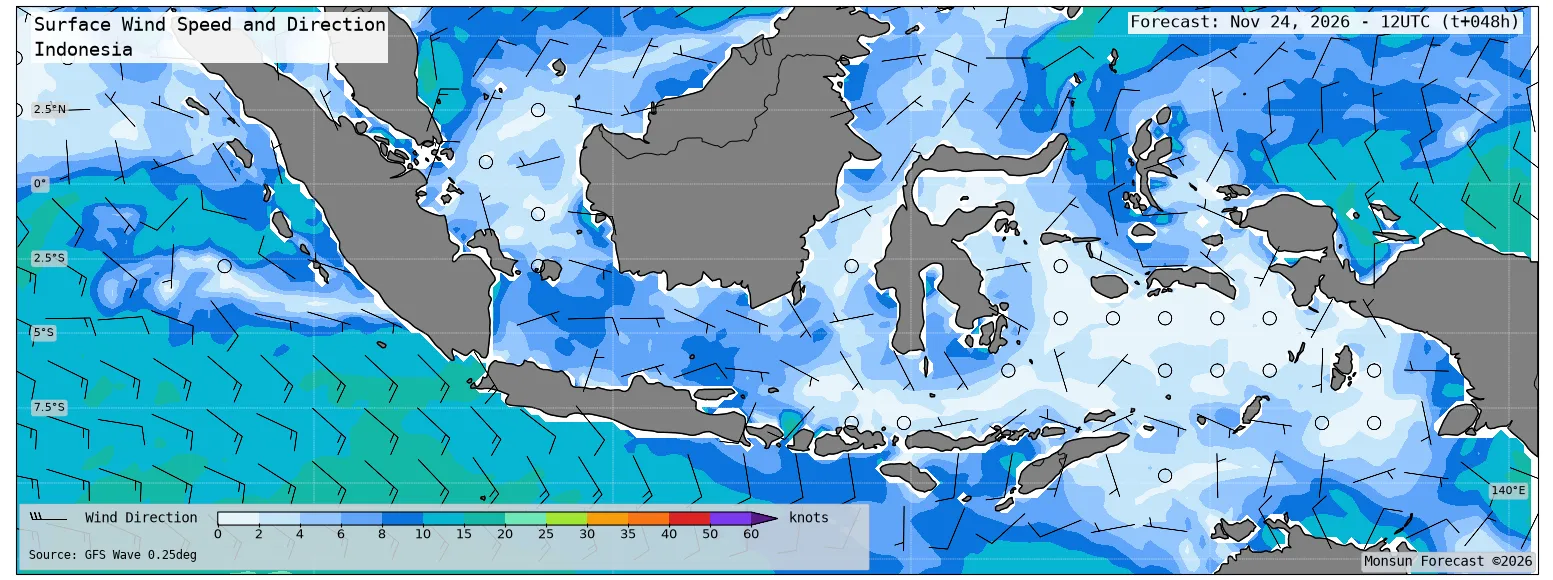 Surface Wind Speed and Direction
Indonesia
Forecast: Nov 24, 2026 - 12UTC (t+048h)
2.5°N
0°
2.5°S
5°S
7.5°S
140°E
Wind Direction
0 2 4 6 8 10 15 20 25 30 35 40 50 60
knots
Source: GFS Wave 0.25deg
Monsun Forecast ©2026